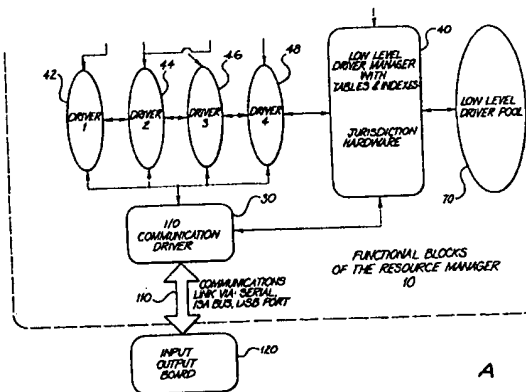 42
44
46
48
40
DRIVER
1
DRIVER
2
DRIVER
3
DRIVER
4
LOW LEVEL
DRIVER MANAGER
WITH
TABLES & INDEXES
JURISDICTION
HARDWARE
LOW LEVEL
DRIVER POOL
70
30
I/O
COMMUNICATION
DRIVER
FUNCTIONAL BLOCKS
OF THE RESOURCE MANAGER
10
110
COMMUNICATIONS
LINK VIA: SERIAL,
ISA BUS, USB PORT
INPUT
OUTPUT
BOARD
120
A